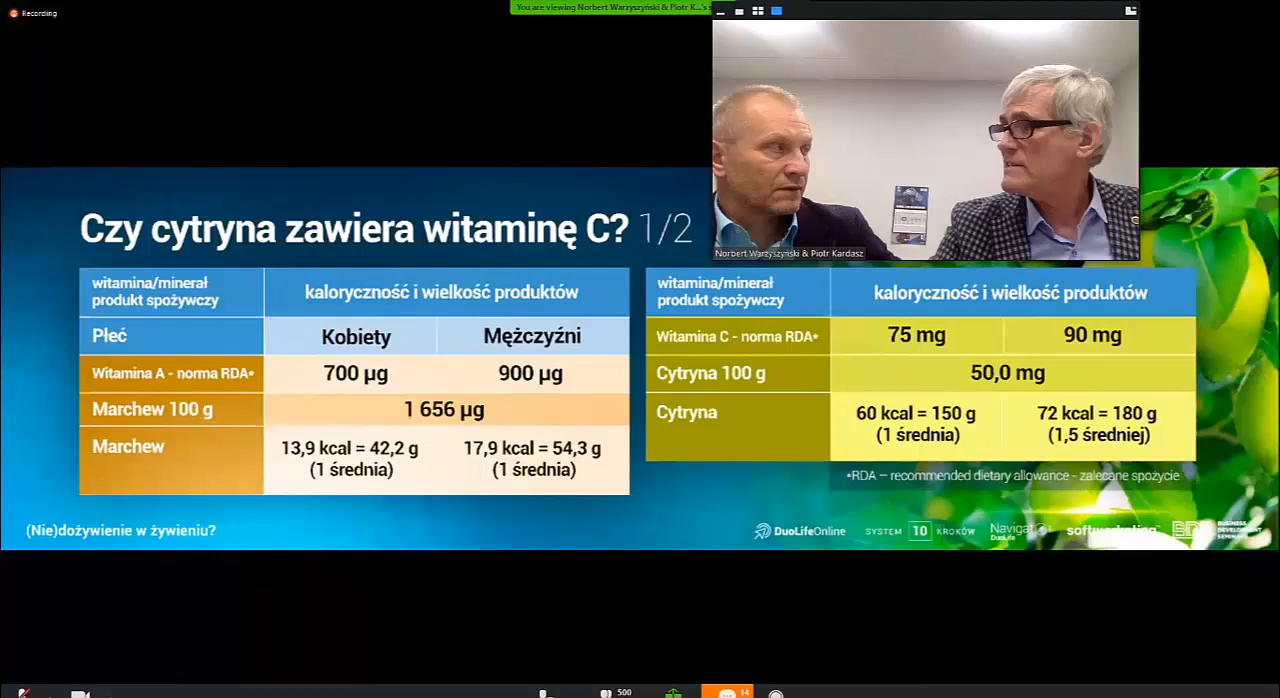 Recording
You are viewing Norbert Warzyszyński & Piotr K...'s
Norbert Warzyszyński & Piotr Kardasz
Czy cytryna zawiera witaminę C? 1/2
witamina/minerał
produkt spożywczy
kaloryczność i wielkość produktów
Płeć
Kobiety
Mężczyźni
Witamina A - norma RDA*
700 µg
900 µg
Marchew 100 g
1 656 µg
Marchew
13,9 kcal = 42,2 g
(1 średnia)
17,9 kcal = 54,3 g
(1 średnia)
witamina/minerał
produkt spożywczy
kaloryczność i wielkość produktów
Witamina C - norma RDA*
75 mg
90 mg
Cytryna 100 g
50,0 mg
Cytryna
60 kcal = 150 g
(1 średnia)
72 kcal = 180 g
(1,5 średniej)
*RDA – recommended dietary allowance - zalecane spożycie
(Nie)dożywienie w żywieniu?
DuoLifeOnline
SYSTEM 10 KROKÓW
Navigat
DuoLife
softmarketing
BUSINESS
DEVELOPMENT
SEMINARS
500
14